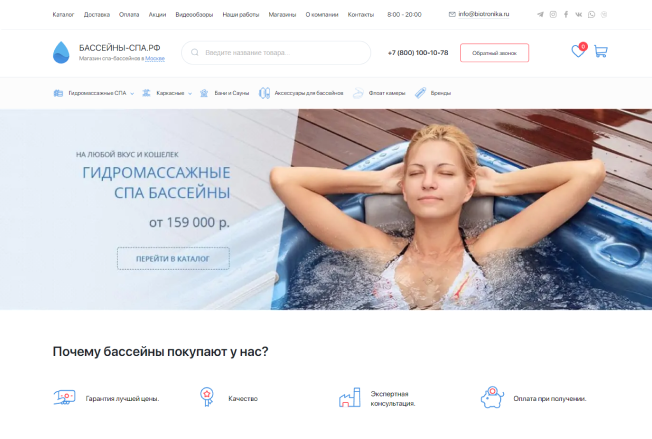 Каталог Доставка Оплата Акции Видеообзоры Наши работы Магазины О компании Контакты 8:00 - 20:00 info@biotronika.ru
БАССЕЙНЫ-СПА.РФ
Магазин спа-бассейнов в Москве
Введите название товара..
+7 (800) 100-10-78
Обратный звонок
0
Гидромассажные СПА Каркасные Бани и Сауны Аксессуары для бассейнов Флоат камеры Бренды
НА ЛЮБОЙ ВКУС И КОШЕЛЕК
ГИДРОМАССАЖНЫЕ
СПА БАССЕЙНЫ
от 159 000 р.
ПЕРЕЙТИ В КАТАЛОГ
Почему бассейны покупают у нас?
Гарантия лучшей цены.
Качество
Экспертная
консультация.
Оплата при получении.